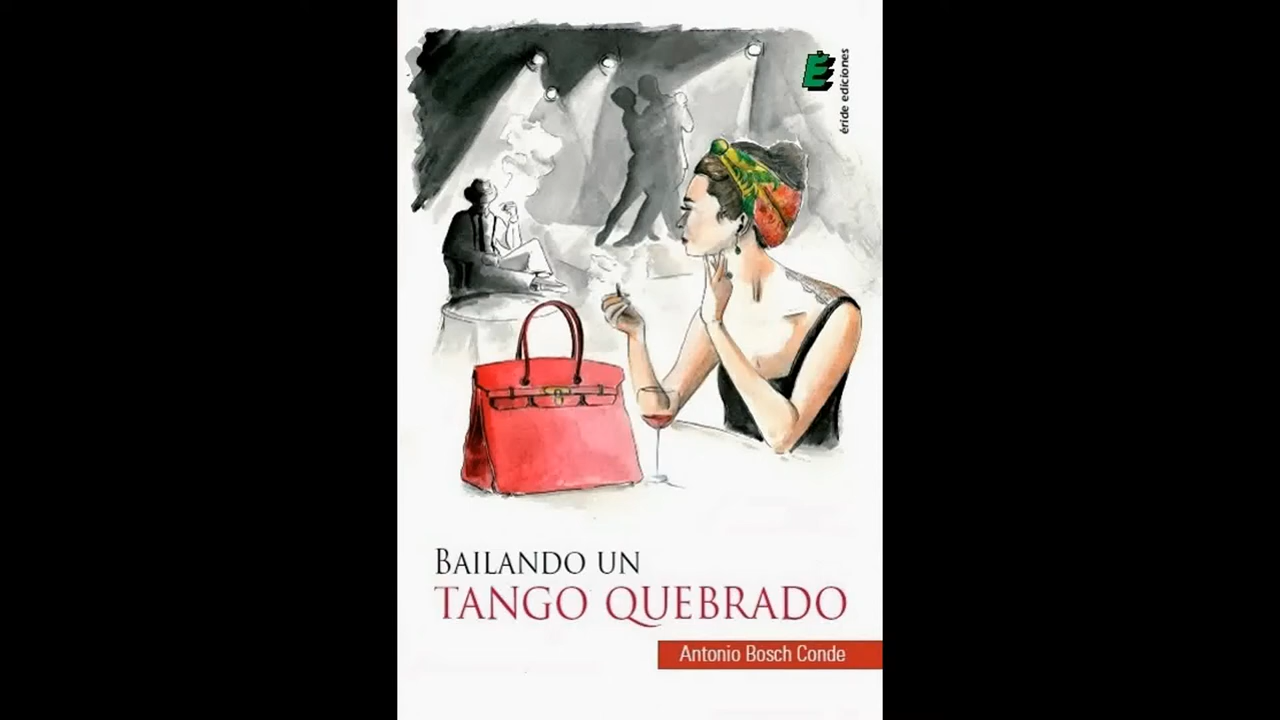 É
éride ediciones
BAILANDO UN
TANGO QUEBRADO
Antonio Bosch Conde